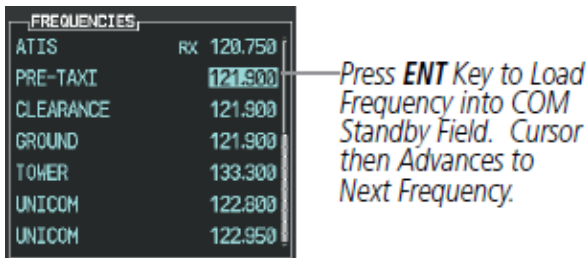 FREQUENCIES
ATIS RX 120.750
PRE-TAXI 121.900
CLEARANCE 121.900
GROUND 121.900
TOWER 133.300
UNICOM 122.800
UNICOM 122.950
Press ENT Key to Load
Frequency into COM
Standby Field. Cursor
then Advances to
Next Frequency.